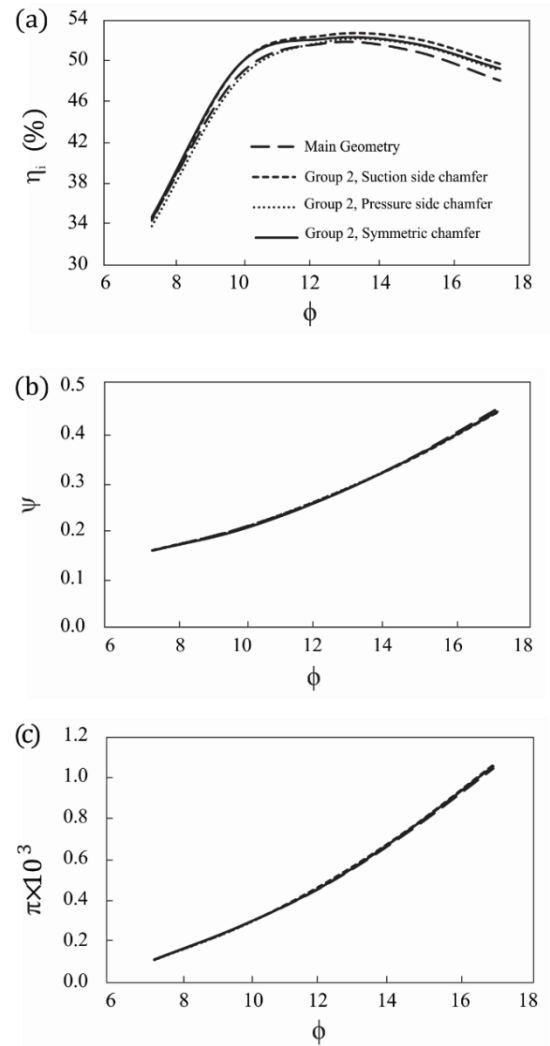 (a)
54
50
46
42
38
34
30
ηi (%)
Main Geometry
Group 2, Suction side chamfer
Group 2, Pressure side chamfer
Group 2, Symmetric chamfer
6 8 10 12 14 16 18
ϕ
(b)
0.5
0.4
0.3
0.2
0.1
0.0
ψ
6 8 10 12 14 16 18
ϕ
(c)
1.2
1.0
0.8
0.6
0.4
0.2
0.0
π×10³
6 8 10 12 14 16 18
ϕ